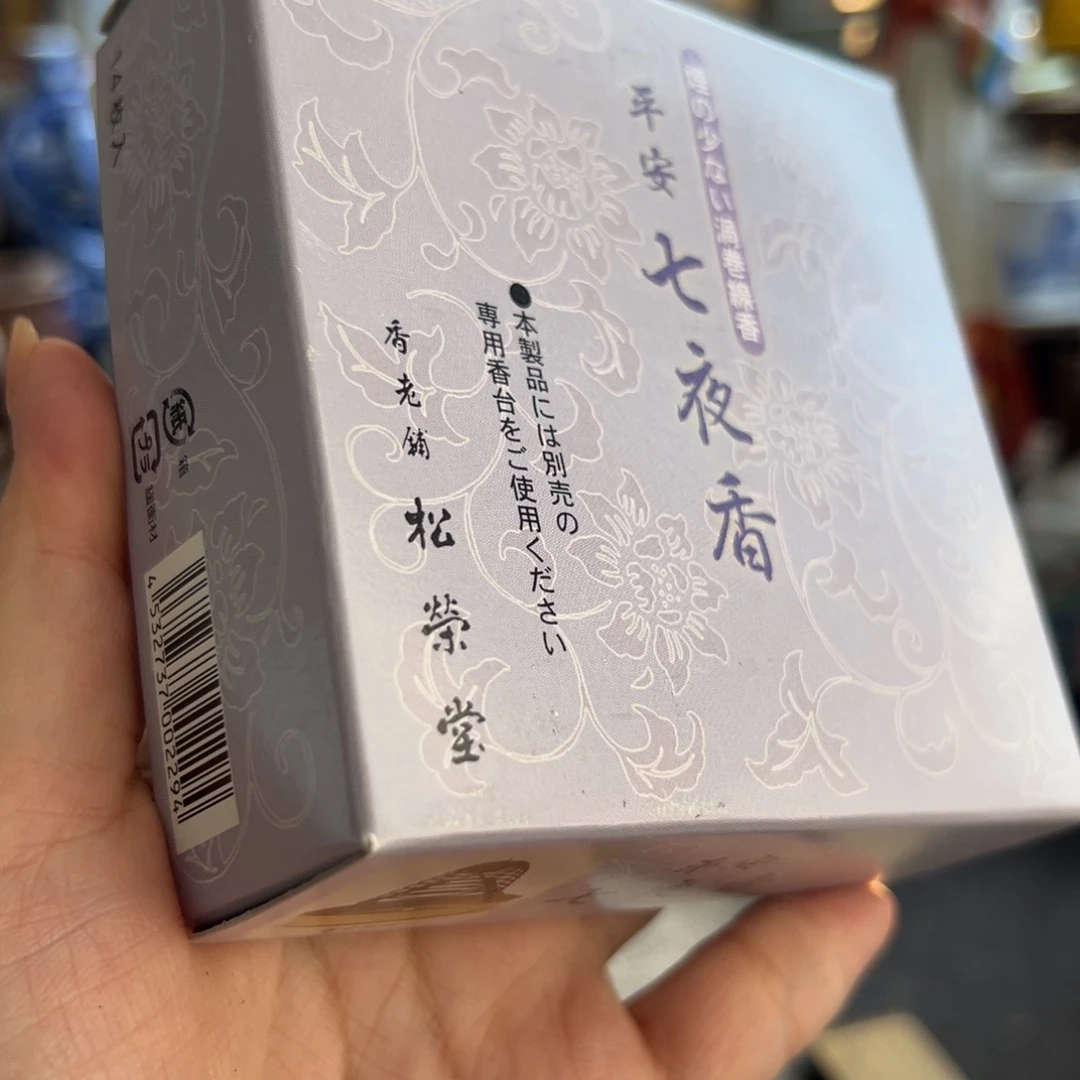 煙の少ない渦巻線香
平安
七夜香
●本製品には別売の
専用香台をご使用ください
香老舗
松榮堂
4532737002294